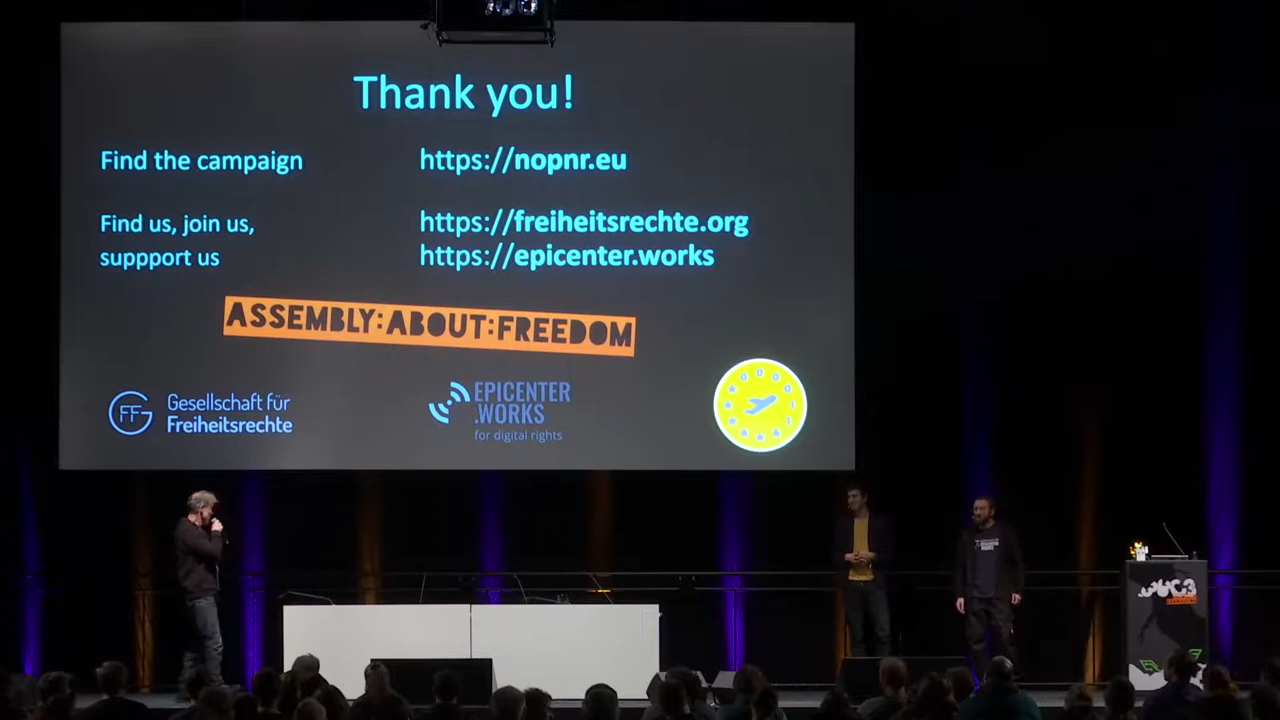 Thank you!
Find the campaign https://nopnr.eu
Find us, join us, https://freiheitsrechte.org
suppport us https://epicenter.works
ASSEMBLY:ABOUT:FREEDOM
GFF Gesellschaft für
Freiheitsrechte
EPICENTER
.WORKS
for digital rights